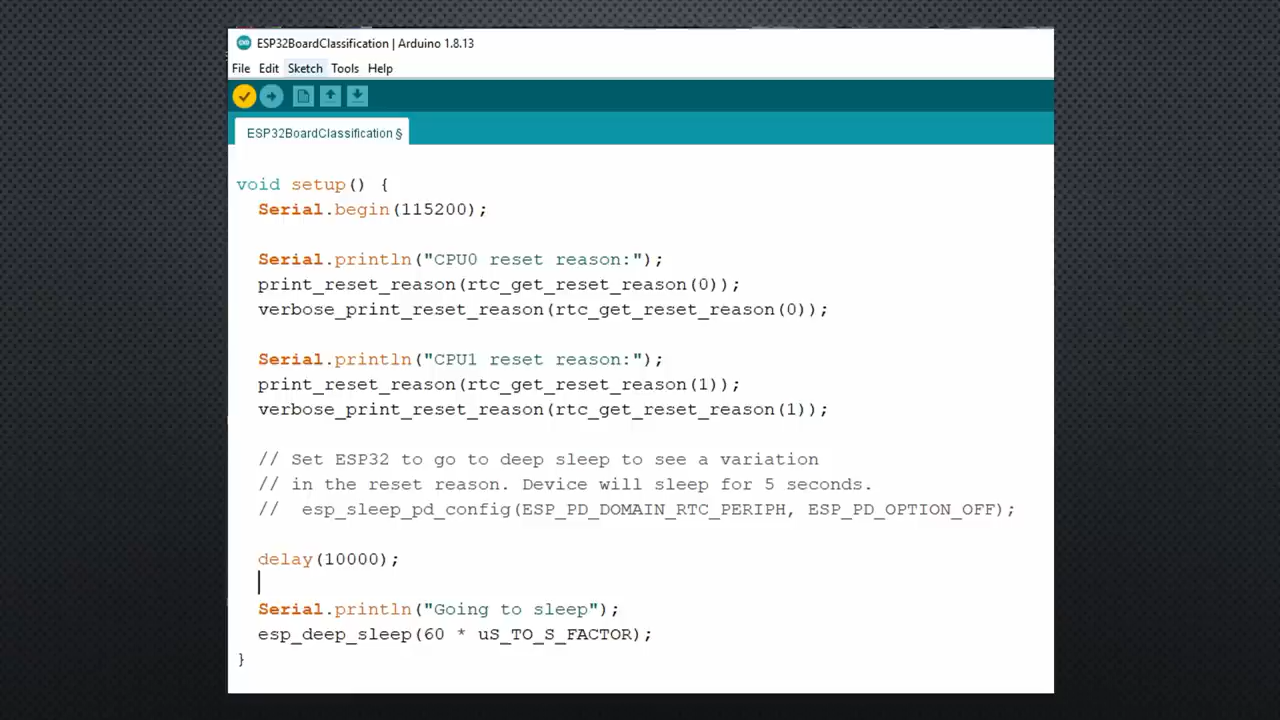 ESP32BoardClassification | Arduino 1.8.13
File Edit Sketch Tools Help
ESP32BoardClassification §
void setup() {
Serial.begin(115200);
Serial.println("CPU0 reset reason:");
print_reset_reason(rtc_get_reset_reason(0));
verbose_print_reset_reason(rtc_get_reset_reason(0));
Serial.println("CPU1 reset reason:");
print_reset_reason(rtc_get_reset_reason(1));
verbose_print_reset_reason(rtc_get_reset_reason(1));
// Set ESP32 to go to deep sleep to see a variation
// in the reset reason. Device will sleep for 5 seconds.
//  esp_sleep_pd_config(ESP_PD_DOMAIN_RTC_PERIPH, ESP_PD_OPTION_OFF);
delay(10000);
Serial.println("Going to sleep");
esp_deep_sleep(60 * uS_TO_S_FACTOR);
}